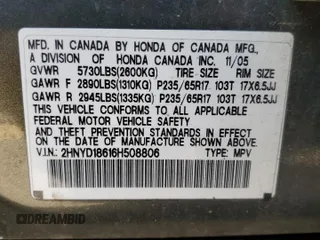 MFD. IN CANADA BY HONDA OF CANADA MFG.,
A DIVISION OF HONDA CANADA INC. 11/05
GVWR 5730LBS(2600KG) TIRE SIZE RIM SIZE
GAWR F 2890LBS(1310KG) P235/65R17 103T 17X6.5JJ
GAWR R 2945LBS(1335KG) P235/65R17 103T 17X6.5JJ
THIS VEHICLE CONFORMS TO ALL APPLICABLE
FEDERAL MOTOR VEHICLE SAFETY AND
THEFT PREVENTION STANDARDS IN EFFECT ON
THE DATE OF MANUFACTURE SHOWN ABOVE.
V.I.N.: 2HNYD18616H508806 TYPE: MPV
DREAMBID